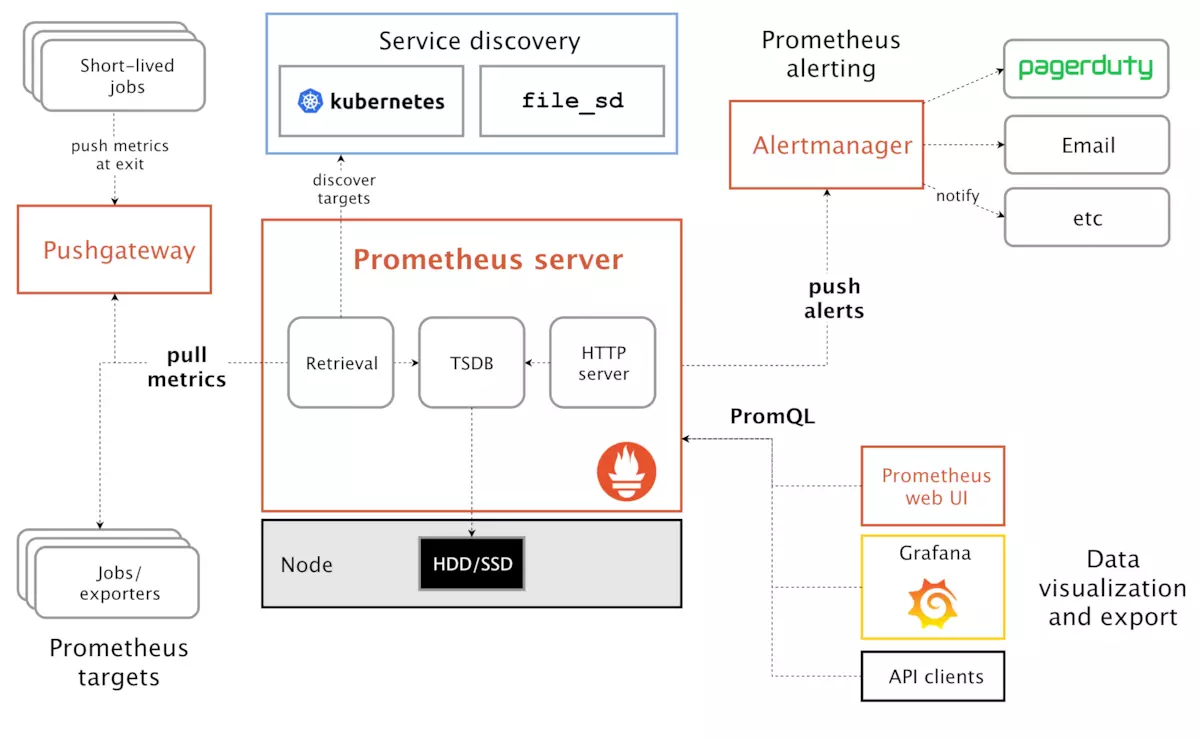 Short-lived
jobs
push metrics
at exit
Pushgateway
Service discovery
kubernetes
file_sd
discover
targets
Prometheus
alerting
Alertmanager
pagerduty
Email
notify
etc
Prometheus server
Retrieval
TSDB
HTTP
server
pull
metrics
push
alerts
PromQL
Node
HDD/SSD
Jobs/
exporters
Prometheus
targets
Prometheus
web UI
Grafana
API clients
Data
visualization
and export